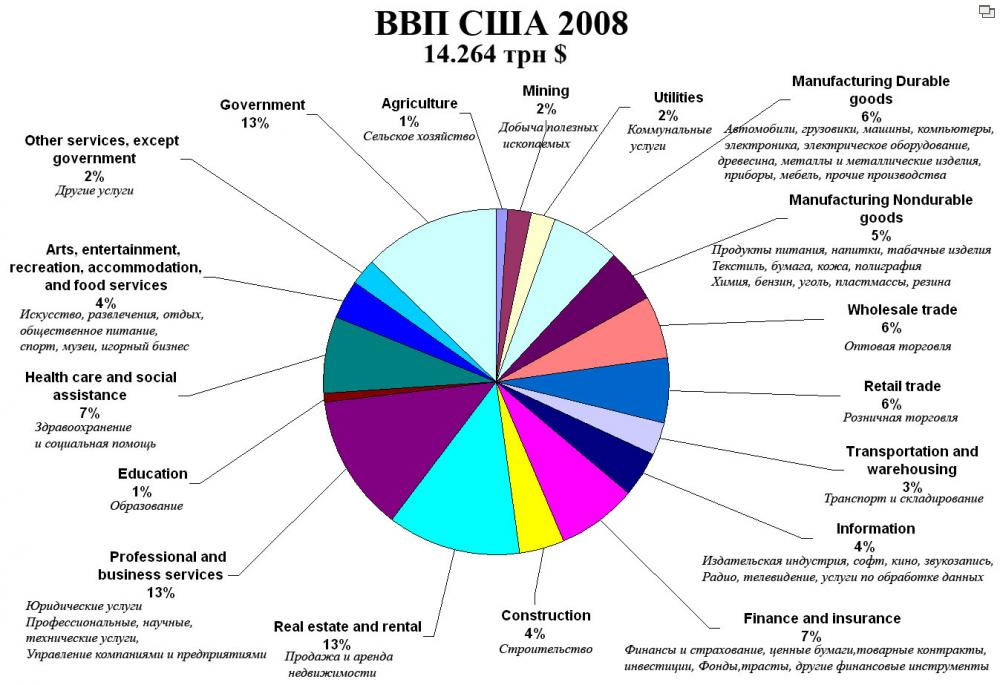 ВВП США 2008
14.264 трн $
Government
13%
Agriculture
1%
Сельское хозяйство
Mining
2%
Добыча полезных
ископаемых
Utilities
2%
Коммунальные
услуги
Manufacturing Durable
goods
6%
Автомобили, грузовики, машины, компьютеры,
электроника, электрическое оборудование,
древесина, металлы и металлические изделия,
приборы, мебель, прочие производства
Manufacturing Nondurable
goods
5%
Продукты питания, напитки, табачные изделия
Текстиль, бумага, кожа, полиграфия
Химия, бензин, уголь, пластмассы, резина
Wholesale trade
6%
Оптовая торговля
Retail trade
6%
Розничная торговля
Transportation and
warehousing
3%
Транспорт и складирование
Information
4%
Издательская индустрия, софт, кино, звукозапись,
Радио, телевидение, услуги по обработке данных
Finance and insurance
7%
Финансы и страхование, ценные бумаги,товарные контракты,
инвестиции, Фонды,трасты, другие финансовые инструменты
Construction
4%
Строительство
Real estate and rental
13%
Продажа и аренда
недвижимости
Professional and
business services
13%
Юридические услуги
Профессиональные, научные,
технические услуги,
Управление компаниями и предприятиями
Education
1%
Образование
Health care and social
assistance
7%
Здравоохранение
и социальная помощь
Arts, entertainment,
recreation, accommodation,
and food services
4%
Искусство, развлечения, отдых,
общественное питание,
спорт, музеи, игорный бизнес
Other services, except
government
2%
Другие услуги